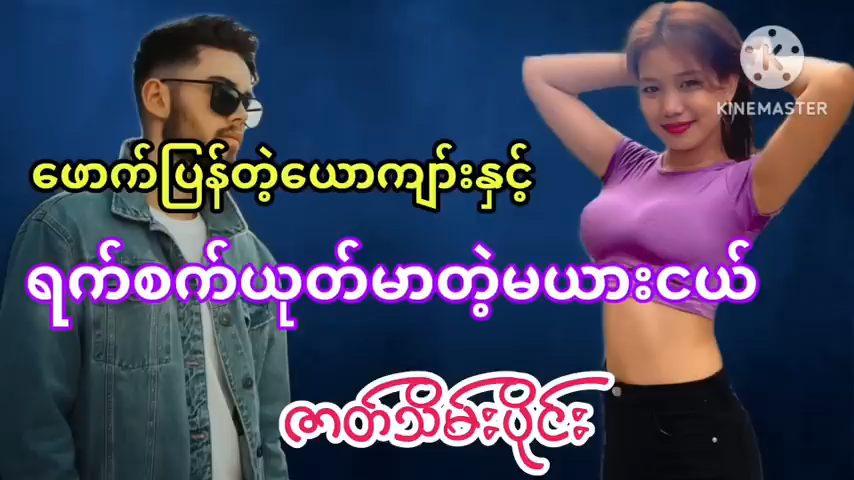 KINEMASTER
ဖောက်ပြန်တဲ့ယောကျာ်းနှင့်
ရက်စက်ယုတ်မာတဲ့မယားငယ်
ဇာတ်သိမ်းပိုင်း